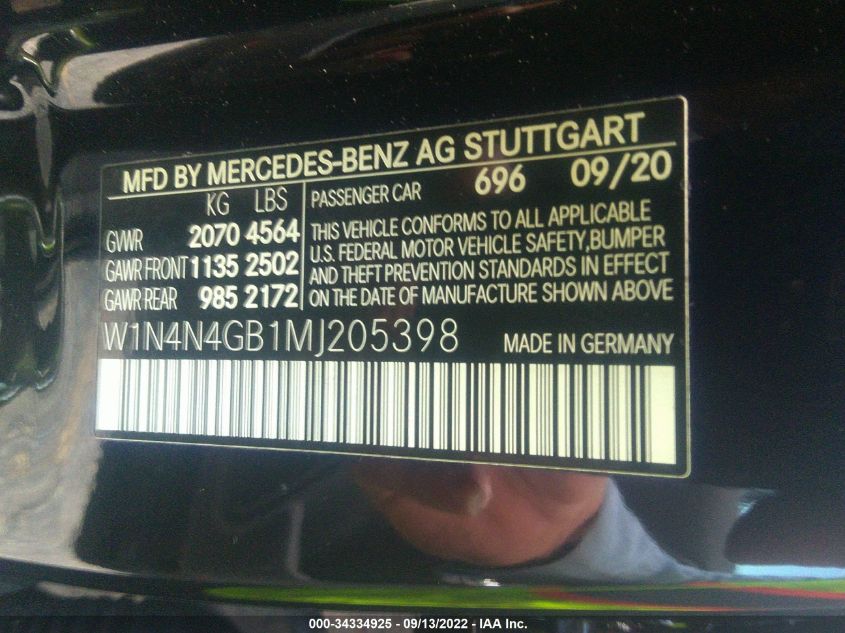 MFD BY MERCEDES-BENZ AG STUTTGART
KG LBS
GVWR 2070 4564
GAWR FRONT 1135 2502
GAWR REAR 985 2172
PASSENGER CAR 696 09/20
THIS VEHICLE CONFORMS TO ALL APPLICABLE
U.S. FEDERAL MOTOR VEHICLE SAFETY,BUMPER
AND THEFT PREVENTION STANDARDS IN EFFECT
ON THE DATE OF MANUFACTURE SHOWN ABOVE
W1N4N4GB1MJ205398 MADE IN GERMANY
000-34334925 - 09/13/2022 - IAA Inc.